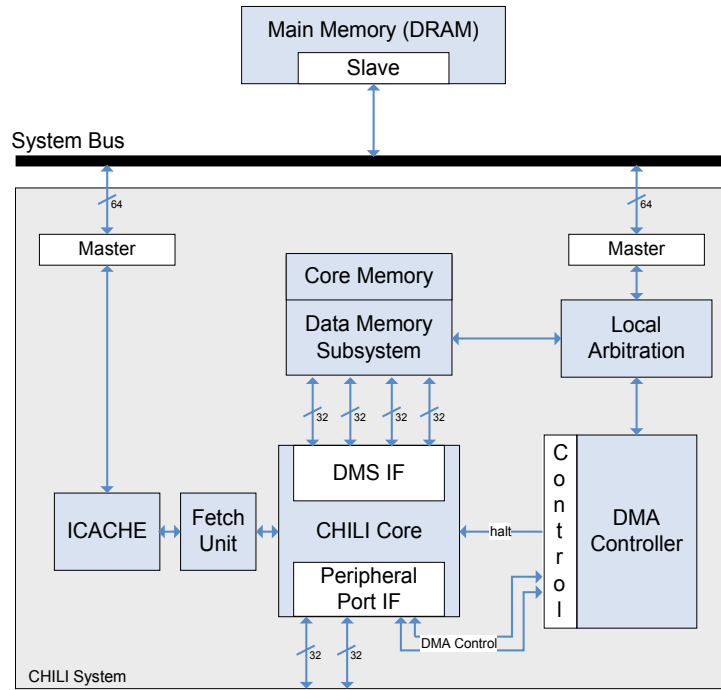 Main Memory (DRAM)
Slave
System Bus
64
64
Master
Master
Core Memory
Data Memory
Subsystem
Local
Arbitration
32
32
32
32
DMS IF
Control
ICACHE
Fetch
Unit
CHILI Core
halt
DMA
Controller
Peripheral
Port IF
DMA Control
32
32
CHILI System